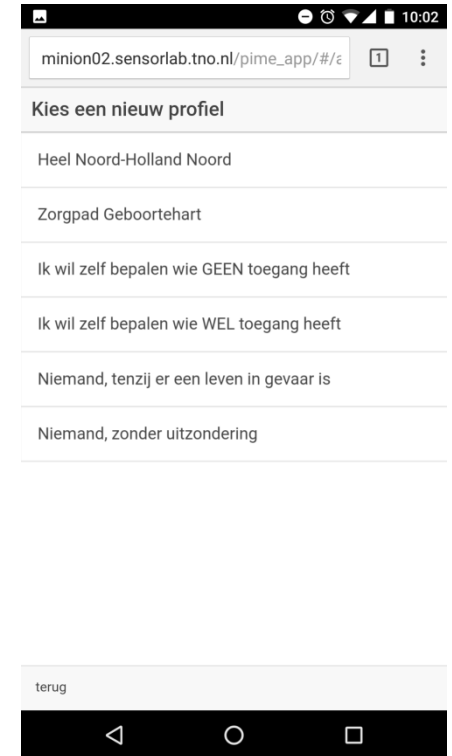 10:02
minion02.sensorlab.tno.nl/pime_app/#/a
1
Kies een nieuw profiel
Heel Noord-Holland Noord
Zorgpad Geboortehart
Ik wil zelf bepalen wie GEEN toegang heeft
Ik wil zelf bepalen wie WEL toegang heeft
Niemand, tenzij er een leven in gevaar is
Niemand, zonder uitzondering
terug